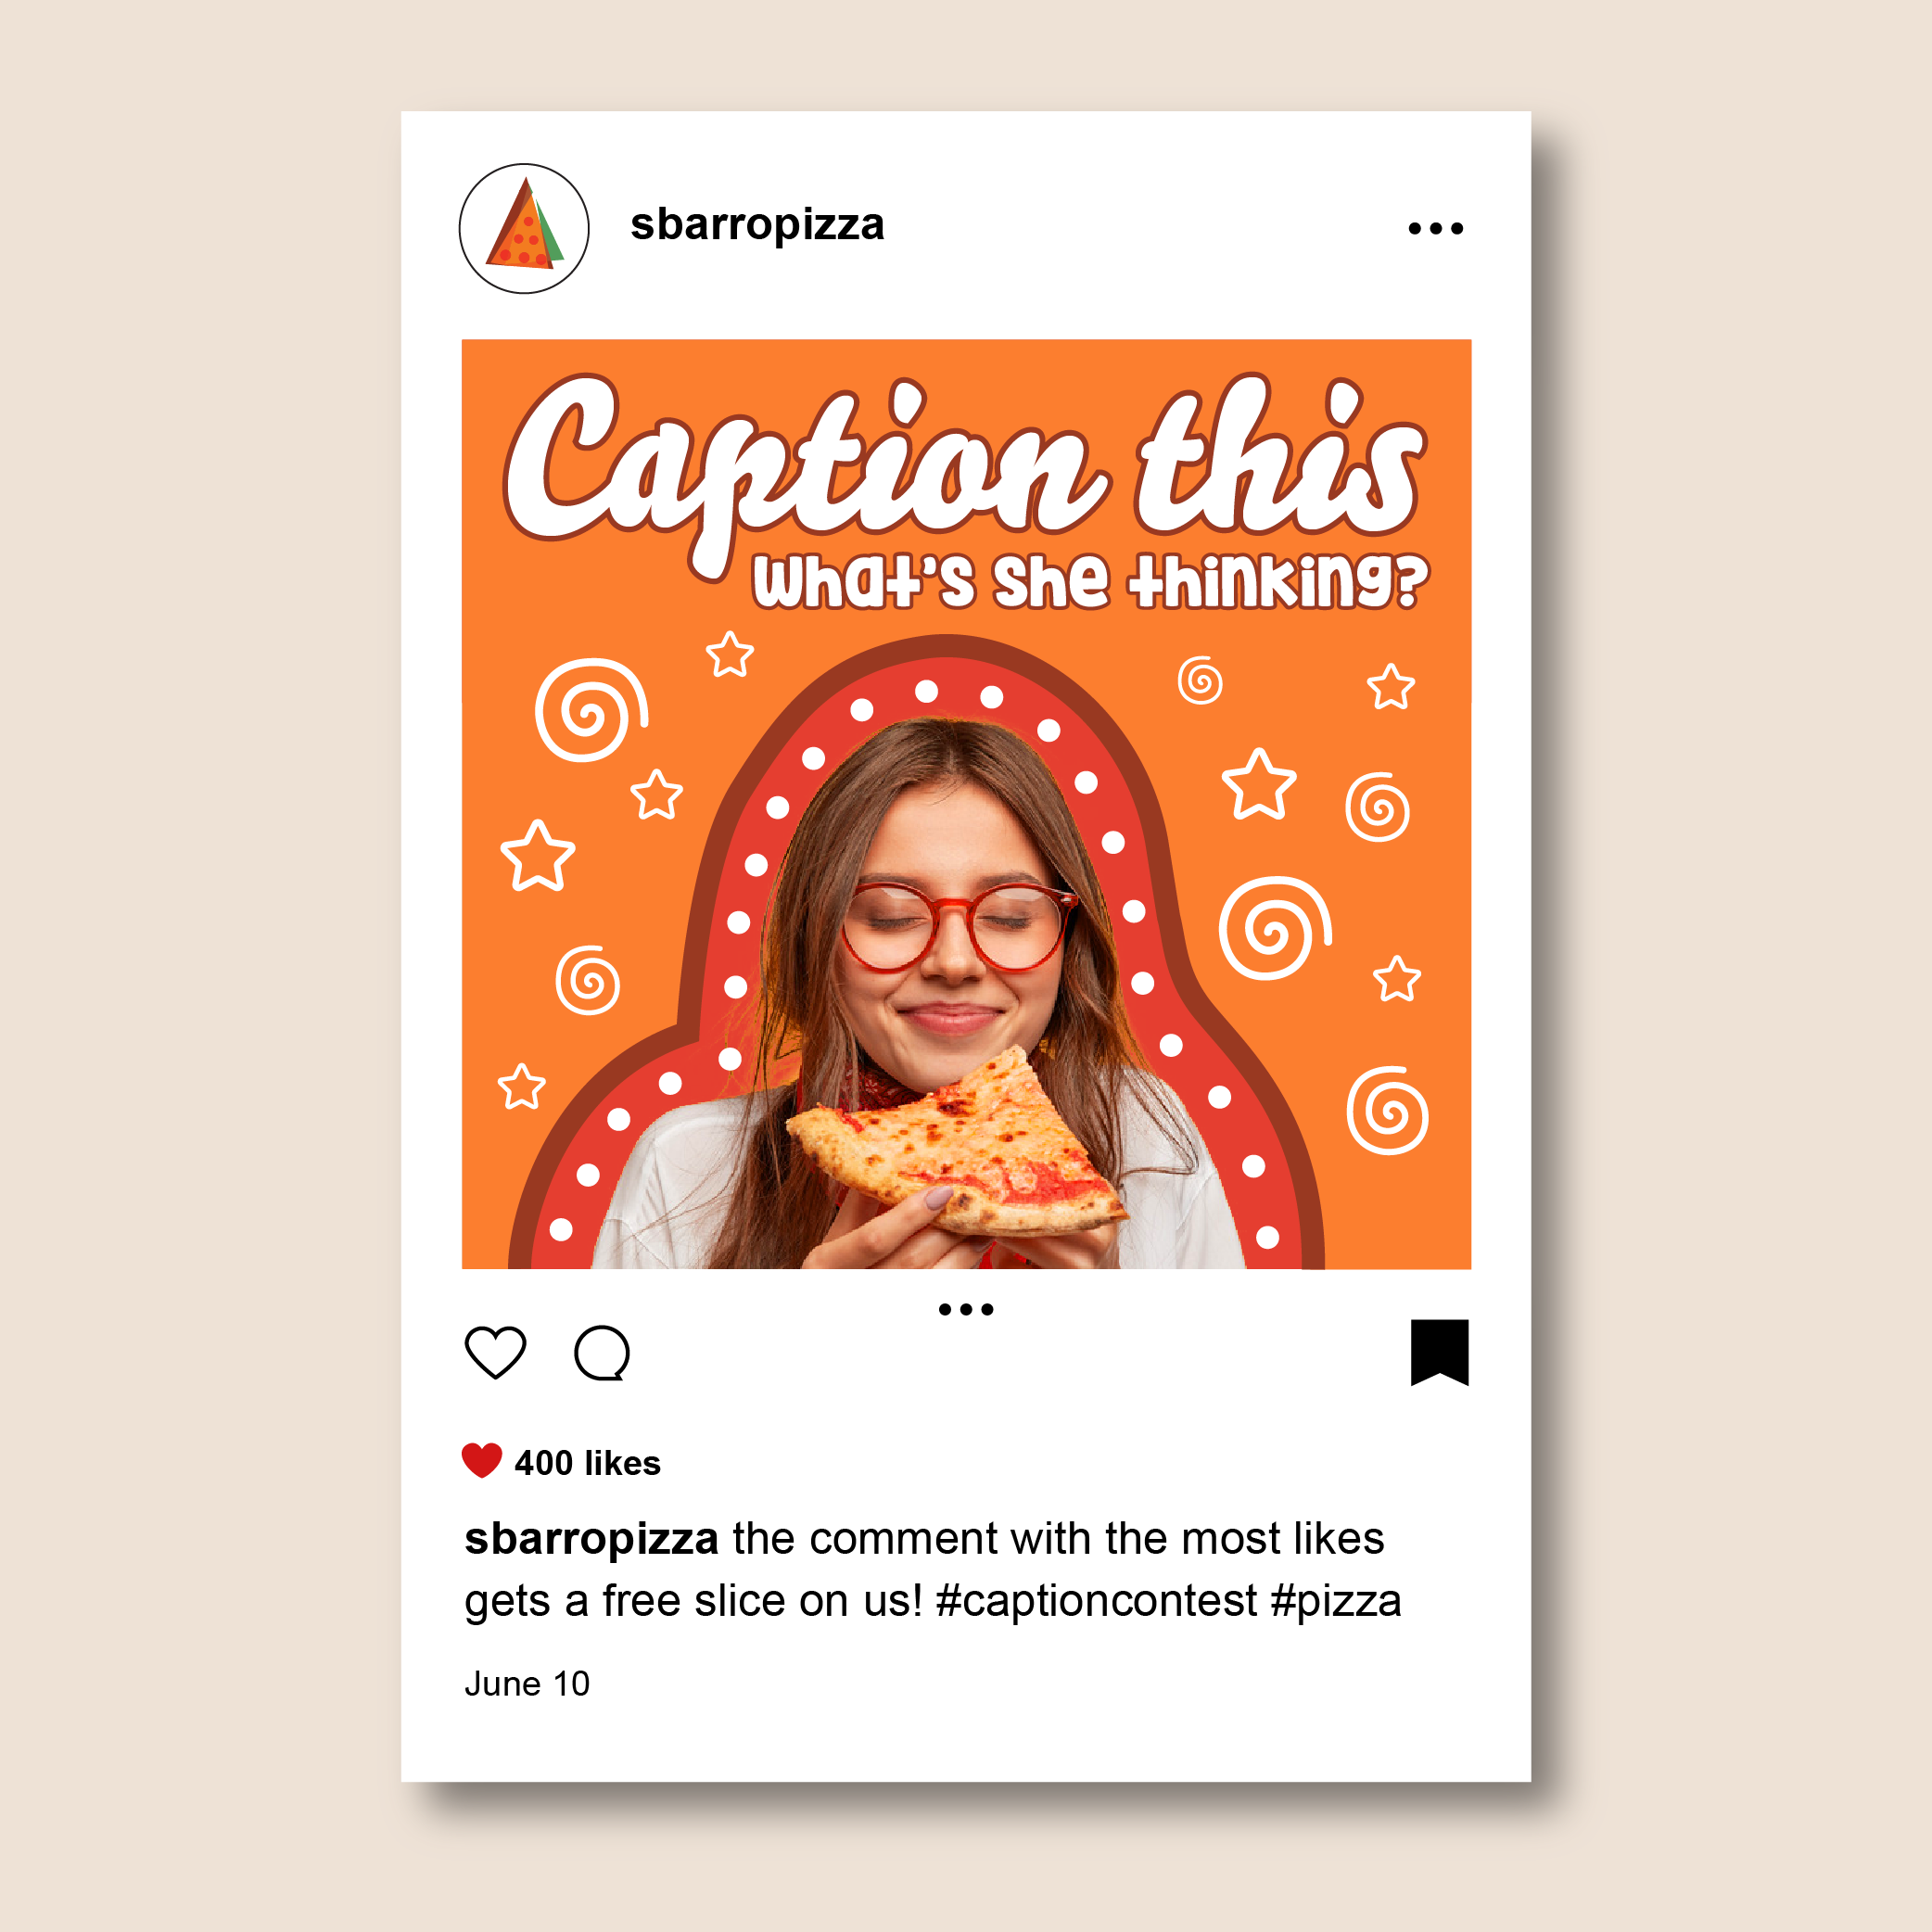 sbarropizza
Caption this
what's she thinking?
400 likes
sbarropizza the comment with the most likes
gets a free slice on us! #captioncontest #pizza
June 10